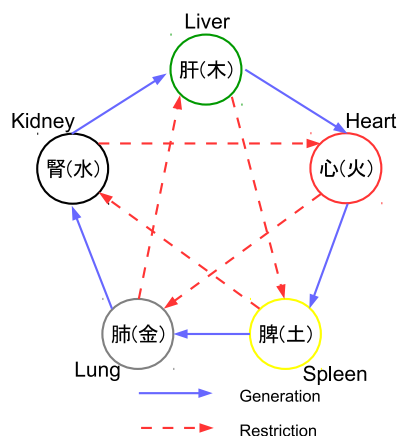 Liver
肝(木)
Kidney
Heart
腎(水)
心(火)
肺(金)
脾(土)
Lung
Spleen
Generation
Restriction